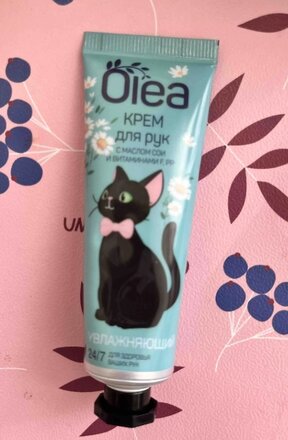 Olea
КРЕМ
ДЛЯ РУК
С МАСЛОМ СОИ
И ВИТАМИНАМИ F, PP
УВЛАЖНЯЮЩИЙ
24/7 ДЛЯ ЗДОРОВЬЯ
ВАШИХ РУК